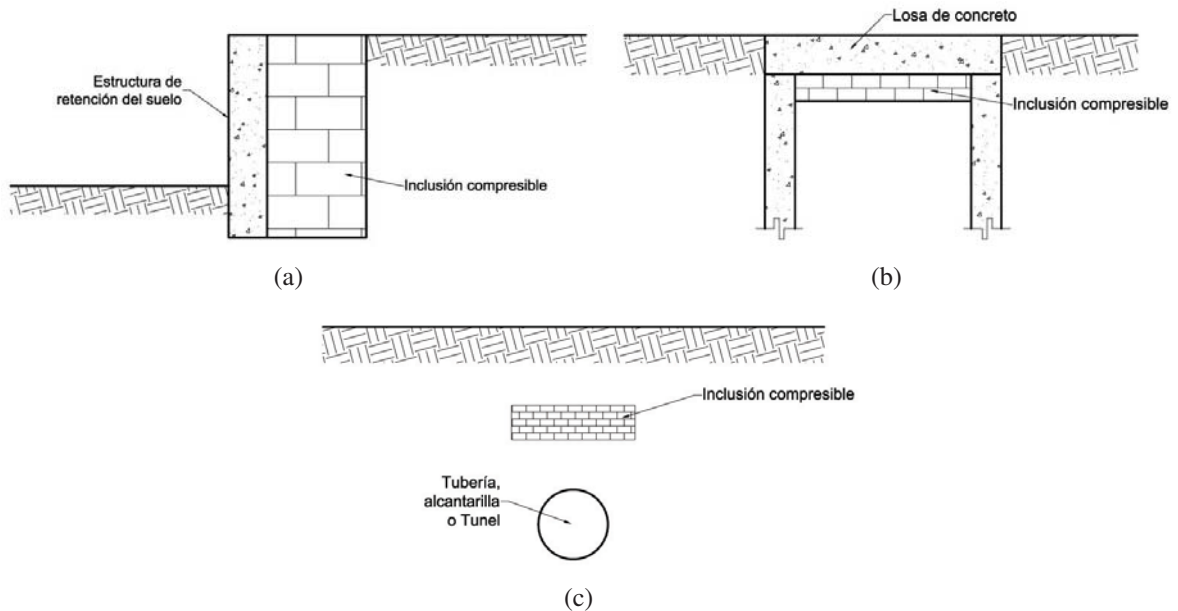 Estructura de
retención del suelo
Inclusión compresible
(a)
Losa de concreto
Inclusión compresible
(b)
Inclusión compresible
Tubería,
alcantarilla
o Tunel
(c)